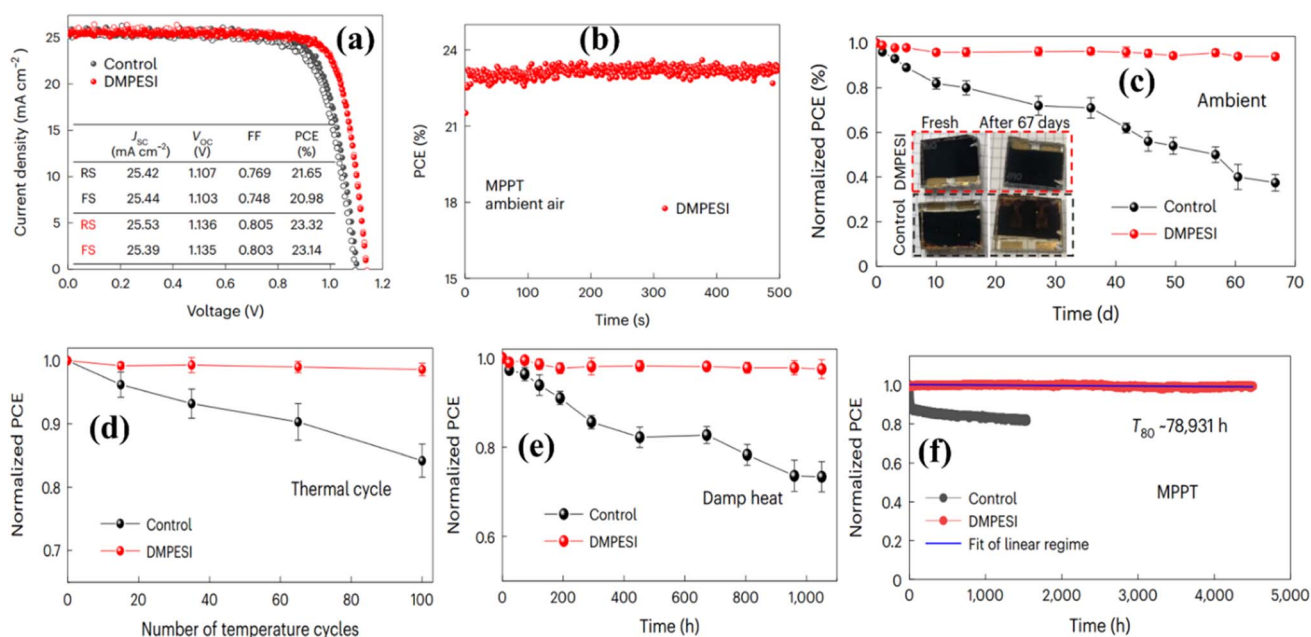 (a)
Current density (mA cm−2)
25
20
15
10
5
0
Control
DMPESI
JSC (mA cm−2) VOC (V) FF PCE (%)
RS 25.42 1.107 0.769 21.65
FS 25.44 1.103 0.748 20.98
RS 25.53 1.136 0.805 23.32
FS 25.39 1.135 0.803 23.14
0.0 0.2 0.4 0.6 0.8 1.0 1.2
Voltage (V)
(b)
PCE (%)
24
21
18
15
MPPT
ambient air
DMPESI
0 100 200 300 400 500
Time (s)
(c)
Normalized PCE (%)
1.0
0.8
0.6
0.4
0.2
0
Ambient
Fresh After 67 days
DMPESI
Control
Control
DMPESI
0 10 20 30 40 50 60 70
Time (d)
(d)
Normalized PCE
1.0
0.9
0.8
0.7
Thermal cycle
Control
DMPESI
0 20 40 60 80 100
Number of temperature cycles
(e)
Normalized PCE
1.0
0.8
0.6
Damp heat
Control
DMPESI
0 200 400 600 800 1,000
Time (h)
(f)
Normalized PCE
1.0
0.8
0.6
0.4
0.2
0
T80 ~78,931 h
MPPT
Control
DMPESI
Fit of linear regime
0 1,000 2,000 3,000 4,000 5,000
Time (h)